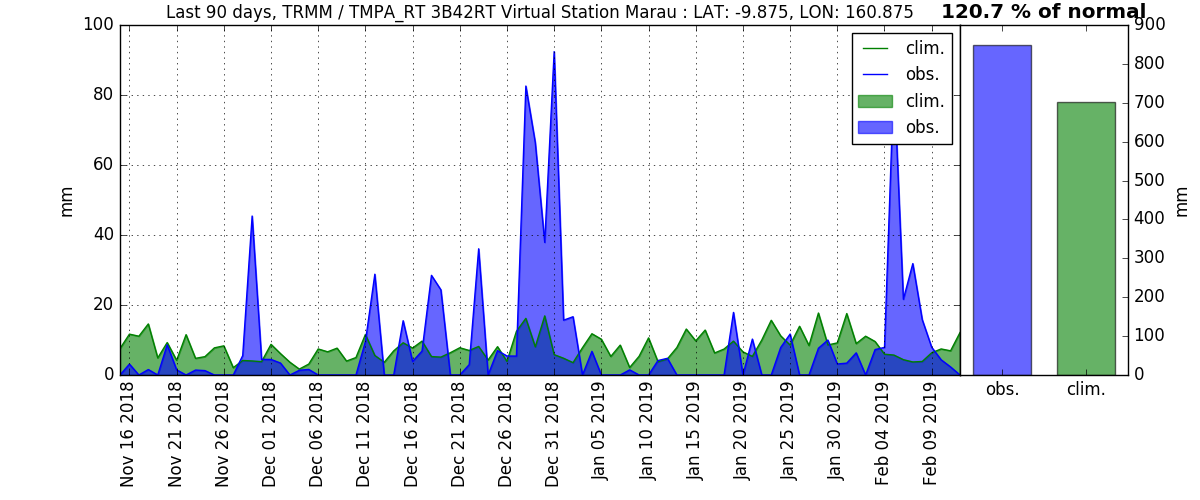 Last 90 days, TRMM / TMPA_RT 3B42RT Virtual Station Marau : LAT: -9.875, LON: 160.875
120.7 % of normal
100
80
60
40
20
0
mm
clim.
obs.
clim.
obs.
900
800
700
600
500
400
300
200
100
0
mm
Nov 16 2018
Nov 21 2018
Nov 26 2018
Dec 01 2018
Dec 06 2018
Dec 11 2018
Dec 16 2018
Dec 21 2018
Dec 26 2018
Dec 31 2018
Jan 05 2019
Jan 10 2019
Jan 15 2019
Jan 20 2019
Jan 25 2019
Jan 30 2019
Feb 04 2019
Feb 09 2019
obs.
clim.